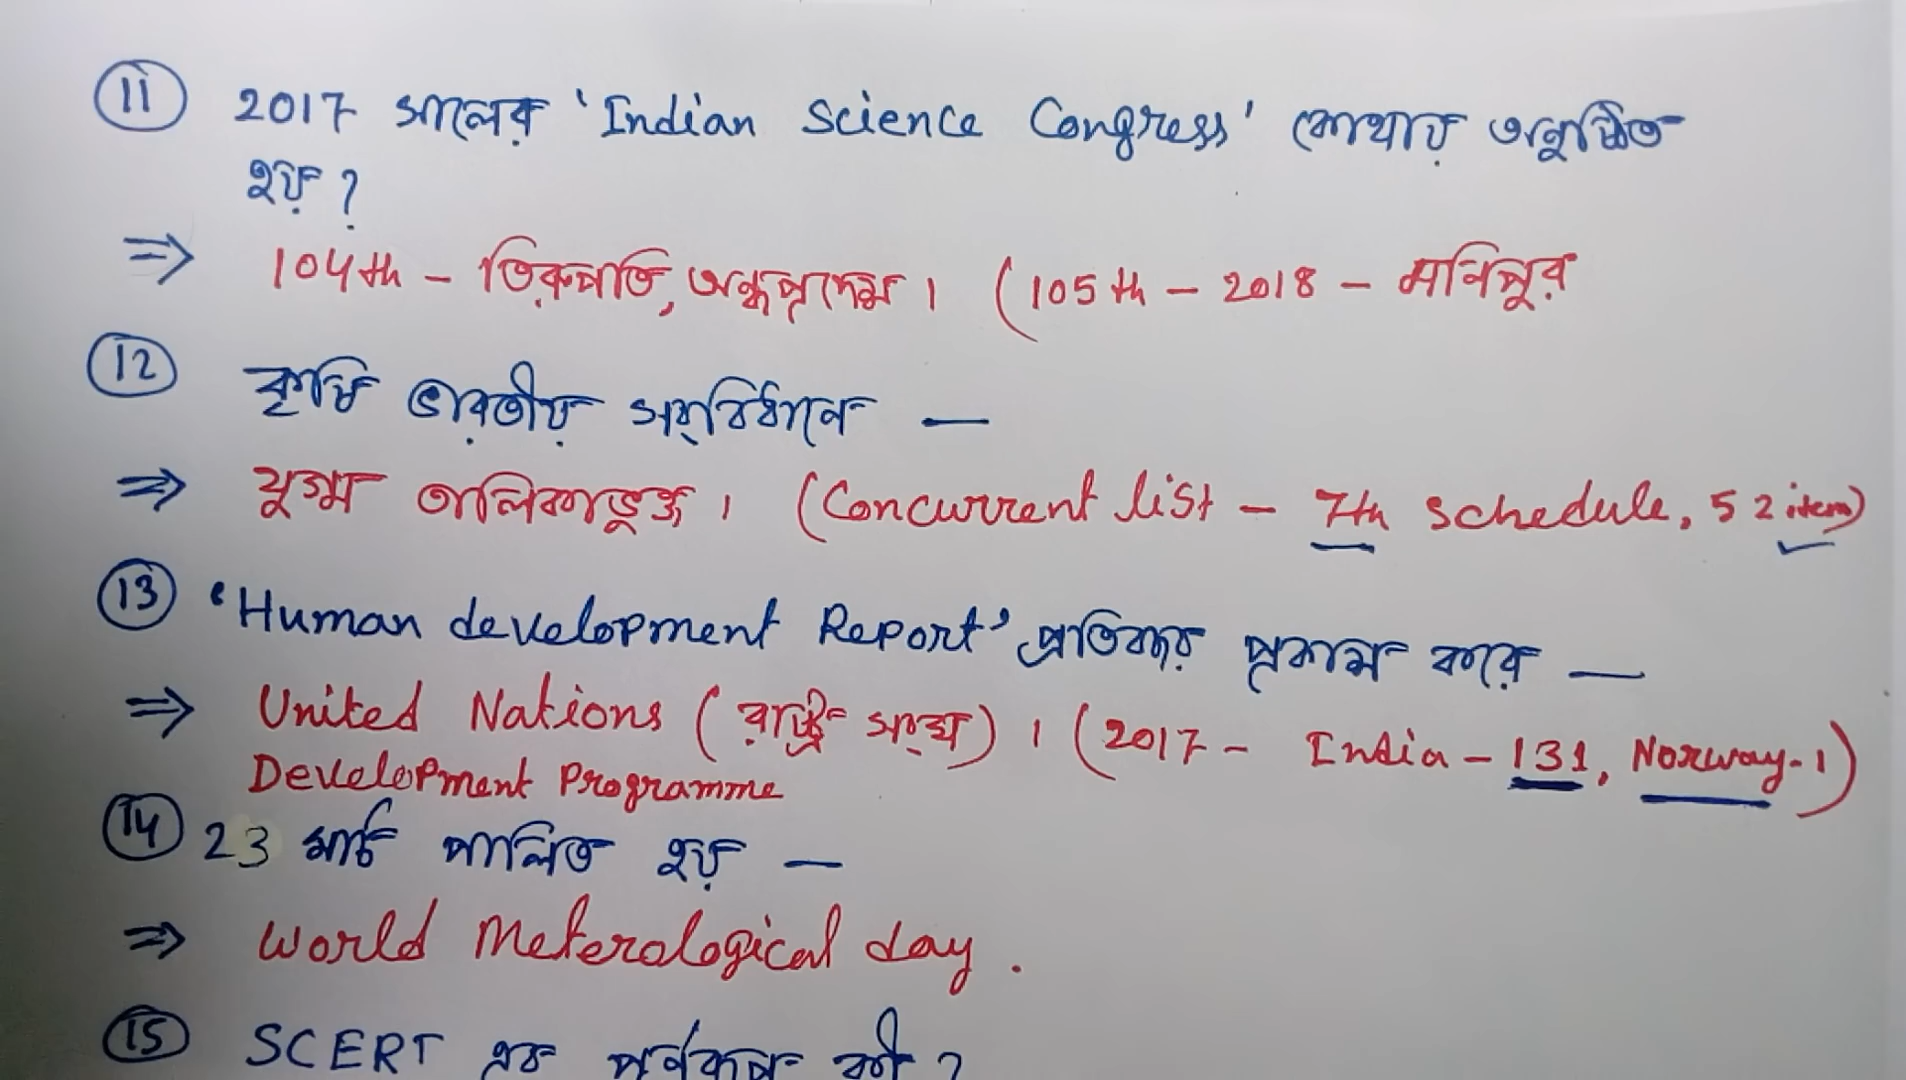 11 2017 সালের 'Indian Science Congress' কোথায় অনুষ্ঠিত
হয় ?
⇒ 104th - তিরুপতি, অন্ধ্রপ্রদেশ । (105th - 2018 - মনিপুর
12 কৃষি ভারতীয় সংবিধানে —
⇒ যুগ্ম তালিকাভুক্ত । (Concurrent list - 7th schedule, 52 item)
13 'Human development Report' প্রতিবছর প্রকাশ করে —
⇒ United Nations (রাষ্ট্র সংঘ) । (2017 - India - 131, Norway - 1)
Development Programme
14 23 মার্চ পালিত হয় —
⇒ World Meterological day .
15 SCERT এর পূর্ণরূপ কী ?